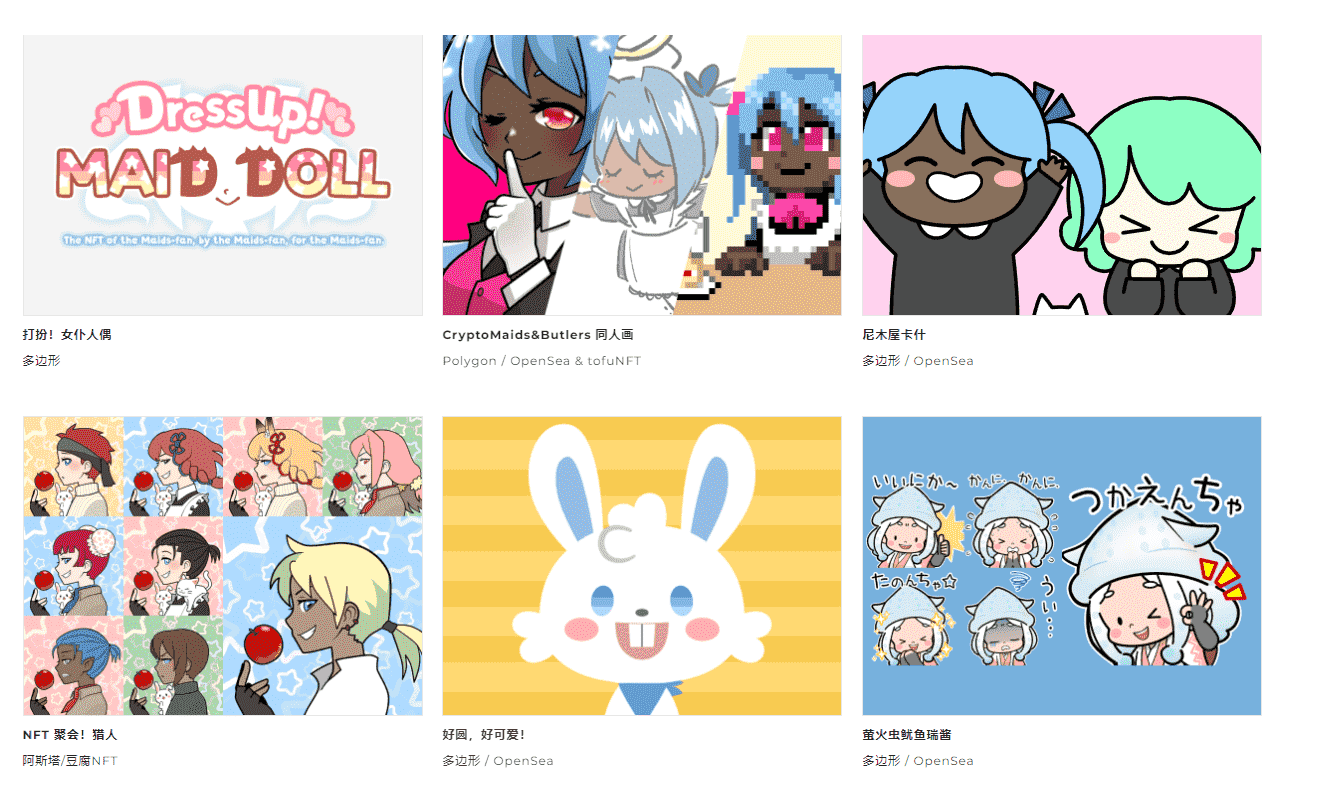 DressUp!
MAID DOLL
The NFT of the Maids-fan, by the Maids-fan, for the Maids-fan.
打扮！女仆人偶
多边形
CryptoMaids&Butlers 同人画
Polygon / OpenSea & tofuNFT
尼木屋卡什
多边形 / OpenSea
NFT 聚会！猎人
阿斯塔/豆腐NFT
好圆，好可爱！
多边形 / OpenSea
いいにか～
かんに、かんに、
つかえんちゃ
たのんちゃ☆
うい…
萤火虫鱿鱼瑞酱
多边形 / OpenSea